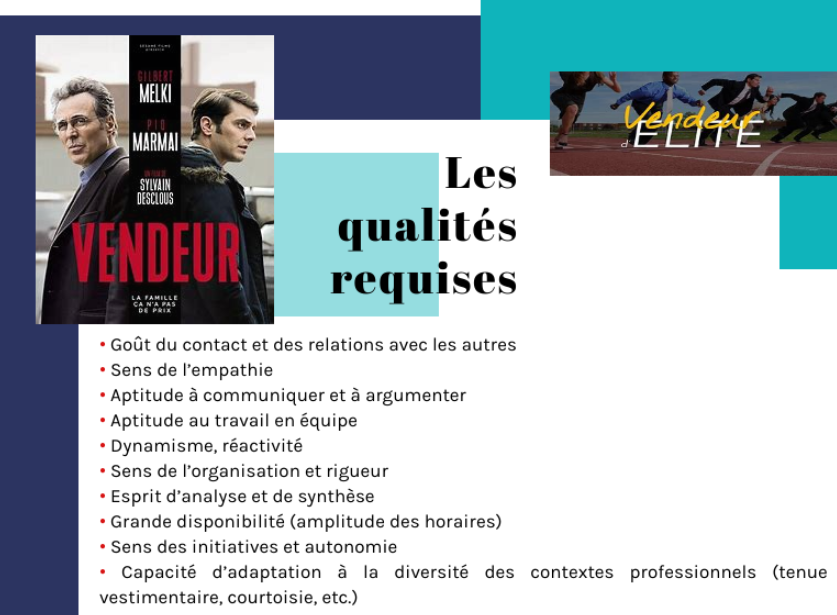 SÉSAME FILMS
GILBERT
MELKI
PIO
MARMAI
UN FILM DE
SYLVAIN
DESCLOUS
VENDEUR
LA FAMILLE
ÇA N'A PAS
DE PRIX
Vendeur
d'ELITE
Les
qualités
requises
• Goût du contact et des relations avec les autres
• Sens de l’empathie
• Aptitude à communiquer et à argumenter
• Aptitude au travail en équipe
• Dynamisme, réactivité
• Sens de l’organisation et rigueur
• Esprit d’analyse et de synthèse
• Grande disponibilité (amplitude des horaires)
• Sens des initiatives et autonomie
• Capacité d’adaptation à la diversité des contextes professionnels (tenue
vestimentaire, courtoisie, etc.)